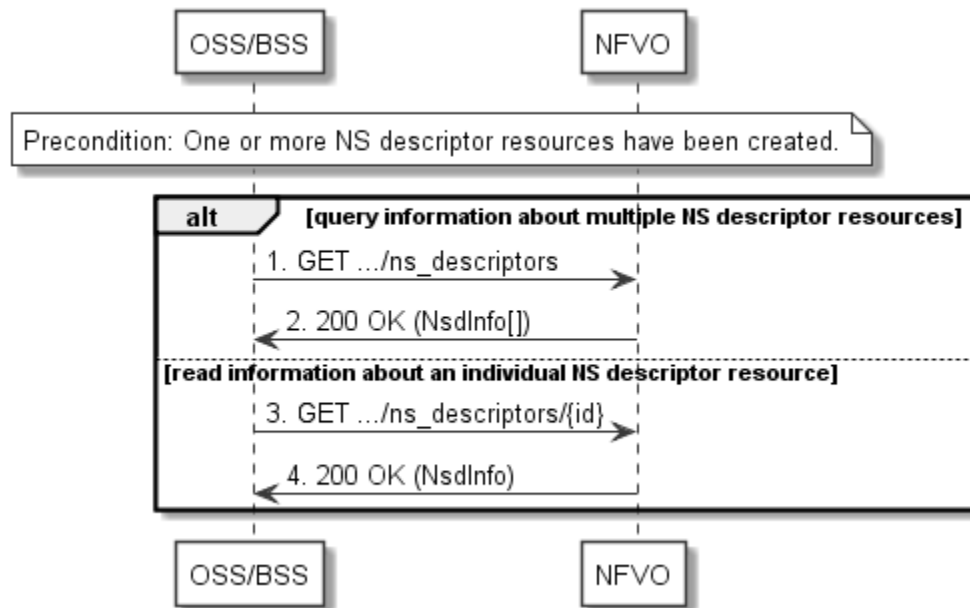 OSS/BSS NFVO
Precondition: One or more NS descriptor resources have been created.
alt [query information about multiple NS descriptor resources]
1. GET .../ns_descriptors
2. 200 OK (NsdInfo[])
[read information about an individual NS descriptor resource]
3. GET .../ns_descriptors/{id}
4. 200 OK (NsdInfo)
OSS/BSS NFVO